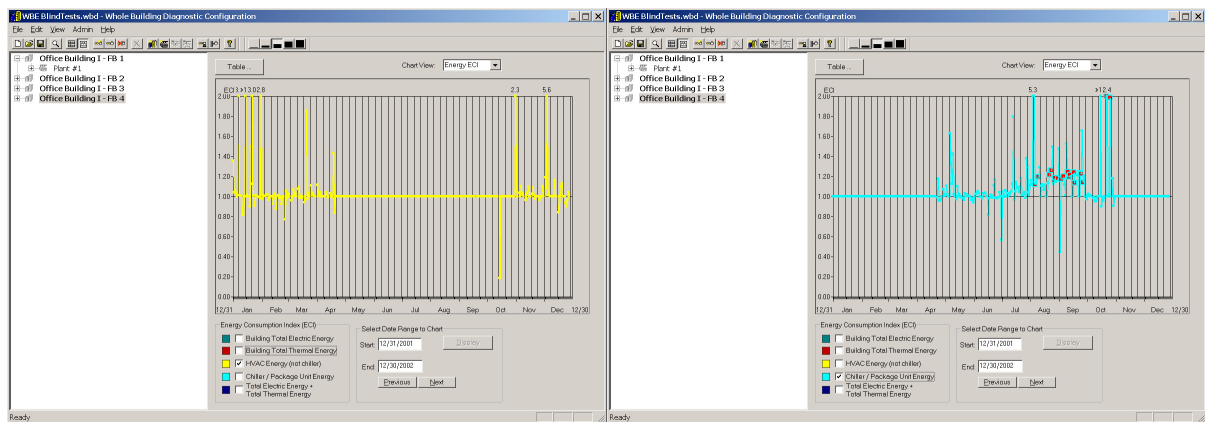 WBE BlindTests.wbd - Whole Building Diagnostic Configuration
File Edit View Admin Help
Office Building I - FB 1
Plant #1
Office Building I - FB 2
Office Building I - FB 3
Office Building I - FB 4
Table ...
Chart View: Energy ECI
2.3 5.6
2.00
1.80
1.60
1.40
1.20
1.00
0.80
0.60
0.40
0.20
0.00
12/31 Jan Feb Mar Apr May Jun Jul Aug Sep Oct Nov Dec 12/30
Energy Consumption Index (ECI)
Building Total Electric Energy
Building Total Thermal Energy
HVAC Energy (not chiller)
Chiller / Package Unit Energy
Total Electric Energy +
Total Thermal Energy
Select Date Range to Chart
Start: 12/31/2001
Display
End: 12/30/2002
Previous Next
Ready
WBE BlindTests.wbd - Whole Building Diagnostic Configuration
File Edit View Admin Help
Office Building I - FB 1
Plant #1
Office Building I - FB 2
Office Building I - FB 3
Office Building I - FB 4
Table ...
Chart View: Energy ECI
ECI 5.3 >12.4
2.00
1.80
1.60
1.40
1.20
1.00
0.80
0.60
0.40
0.20
0.00
12/31 Jan Feb Mar Apr May Jun Jul Aug Sep Oct Nov Dec 12/30
Energy Consumption Index (ECI)
Building Total Electric Energy
Building Total Thermal Energy
HVAC Energy (not chiller)
Chiller / Package Unit Energy
Total Electric Energy +
Total Thermal Energy
Select Date Range to Chart
Start: 12/31/2001
Display
End: 12/30/2002
Previous Next
Ready